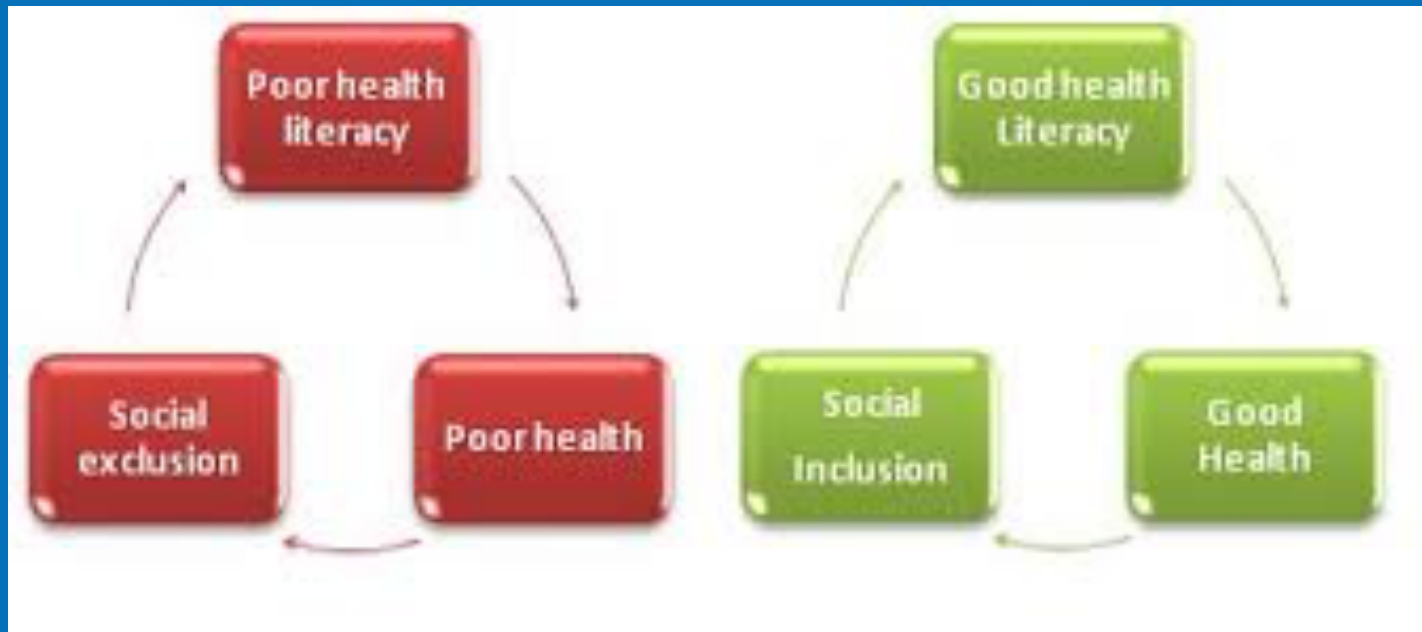 Poor health
literacy
Social
exclusion
Poor health
Good health
Literacy
Social
Inclusion
Good
Health